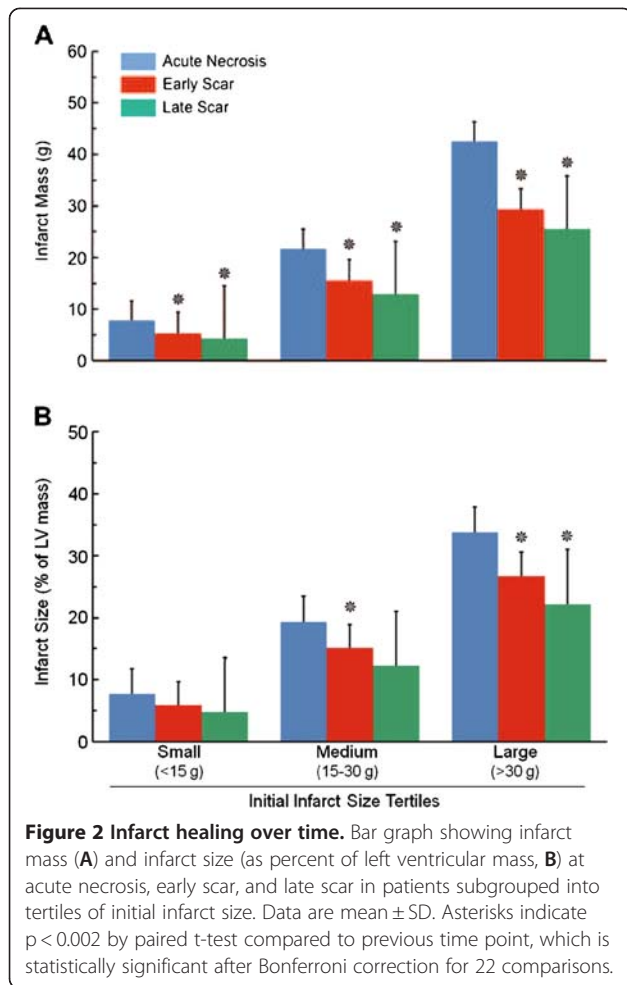 A
60
50
40
30
20
10
0
Infarct Mass (g)
Acute Necrosis
Early Scar
Late Scar
* * * * * *
B
50
40
30
20
10
0
Infarct Size (% of LV mass)
* * *
Small Medium Large
(<15 g) (15-30 g) (>30 g)
Initial Infarct Size Tertiles
Figure 2 Infarct healing over time. Bar graph showing infarct
mass (A) and infarct size (as percent of left ventricular mass, B) at
acute necrosis, early scar, and late scar in patients subgrouped into
tertiles of initial infarct size. Data are mean ± SD. Asterisks indicate
p < 0.002 by paired t-test compared to previous time point, which is
statistically significant after Bonferroni correction for 22 comparisons.